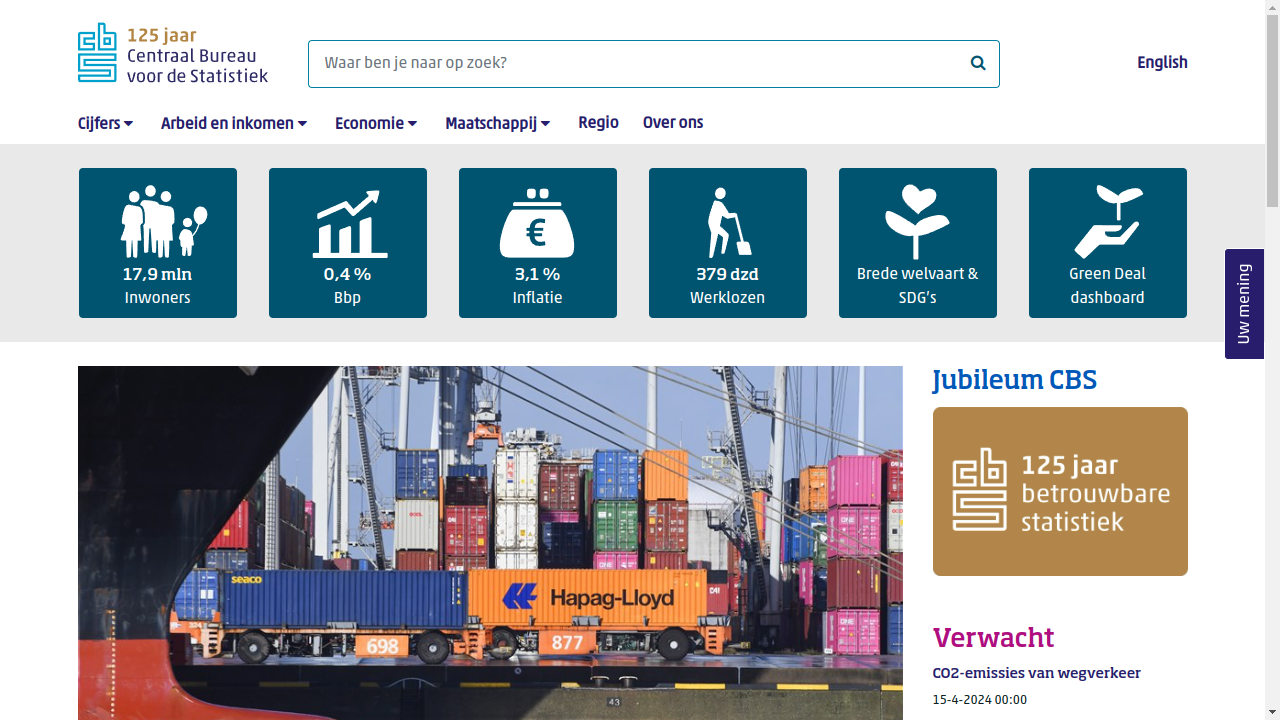 125 jaar
Centraal Bureau
voor de Statistiek
Waar ben je naar op zoek?
English
Cijfers
Arbeid en inkomen
Economie
Maatschappij
Regio
Over ons
17,9 mln
Inwoners
0,4 %
Bbp
€
3,1 %
Inflatie
379 dzd
Werklozen
Brede welvaart &
SDG's
Green Deal
dashboard
Uw mening
seaco
Hapag-Lloyd
698
877
43
Jubileum CBS
cbs
125 jaar
betrouwbare
statistiek
Verwacht
CO2-emissies van wegverkeer
15-4-2024 00:00